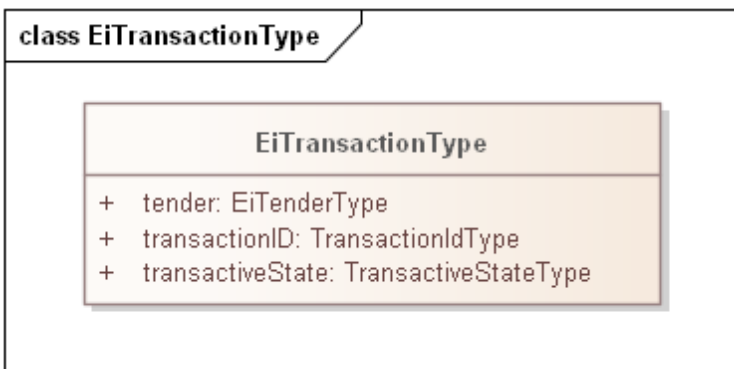 class EiTransactionType
EiTransactionType
+ tender: EiTenderType
+ transactionID: TransactionIdType
+ transactiveState: TransactiveStateType